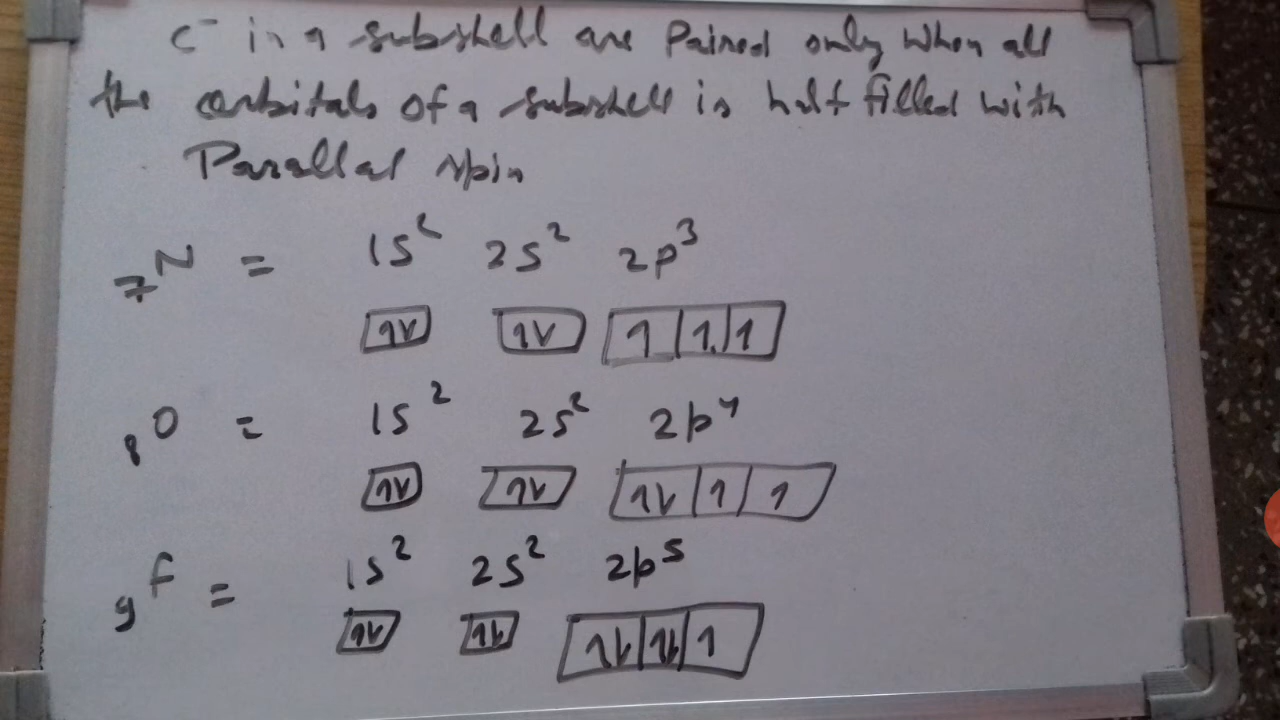 e⁻ in a subshell are Paired only when all
the orbitals of a subshell is half filled with
Parallal spin
₇N = 1s² 2s² 2p³
↿⇂ ↿⇂ ↿ ↿ ↿
₈O = 1s² 2s² 2p⁴
↿⇂ ↿⇂ ↿⇂ ↿ ↿
₉F = 1s² 2s² 2p⁵
↿⇂ ↿⇂ ↿⇂ ↿⇂ ↿